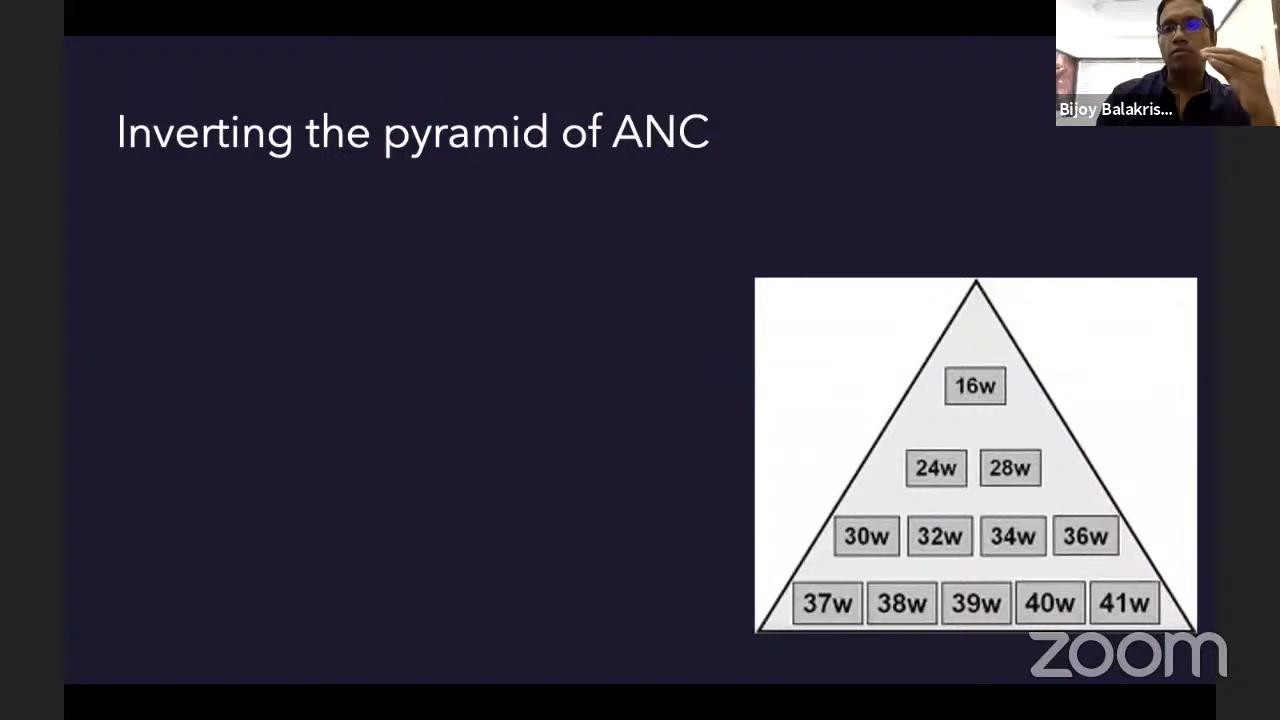 Bijoy Balakris...
Inverting the pyramid of ANC
16w
24w 28w
30w 32w 34w 36w
37w 38w 39w 40w 41w
zoom